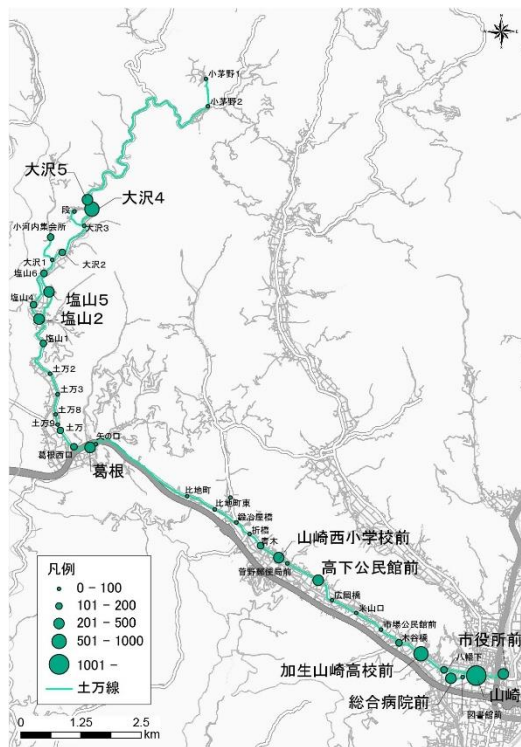 小茅野1
小茅野2
大沢5
大沢4
段
大沢3
小河内集会所
大沢2
大沢1
塩山6
塩山5
塩山4
塩山2
塩山1
土万2
土万3
土万8
土万9
土万
矢の口
葛根西口
葛根
比地町
比地町東
鍛冶屋橋
折橋
青木
山崎西小学校前
菅野郵便局前
高下公民館前
広岡橋
米山口
市場公民館前
木谷橋
市役所前
八幡下
加生山崎高校前
山崎
総合病院前
図書館前
凡例
0 - 100
101 - 200
201 - 500
501 - 1000
1001 -
土万線
0 1.25 2.5
km